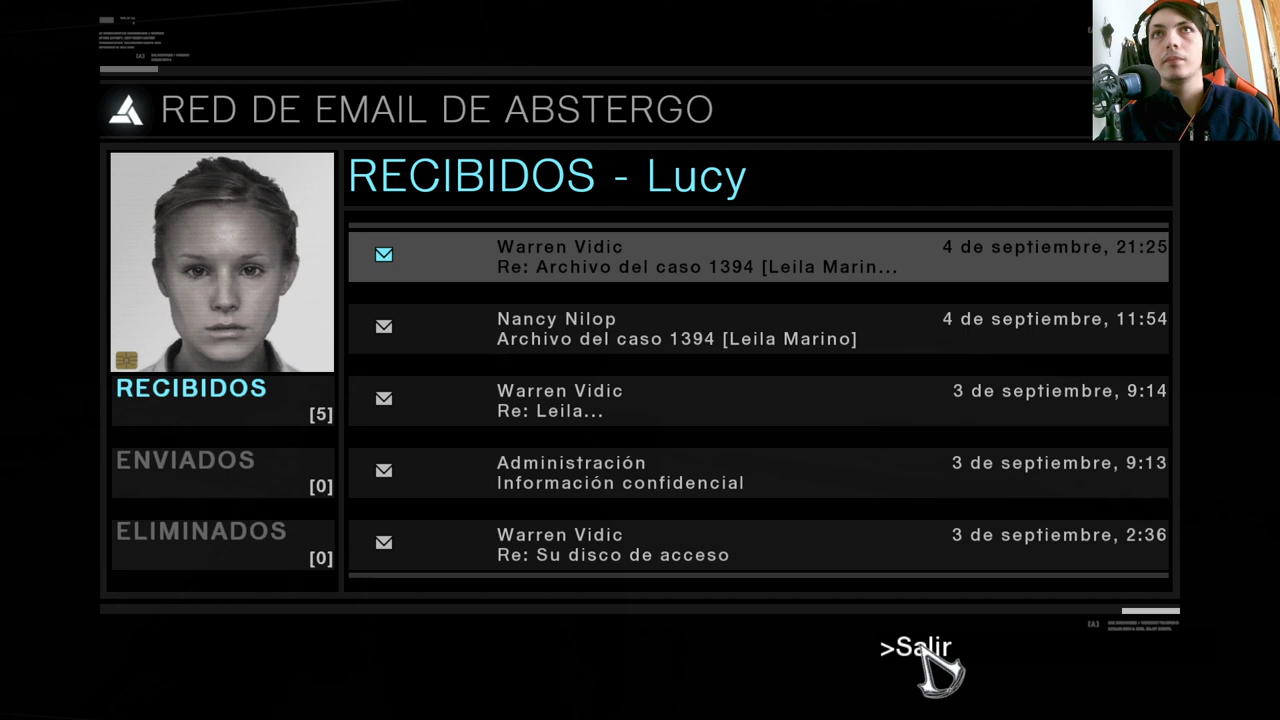 RED DE EMAIL DE ABSTERGO
RECIBIDOS - Lucy
Warren Vidic
4 de septiembre, 21:25
Re: Archivo del caso 1394 [Leila Marin...
Nancy Nilop
4 de septiembre, 11:54
Archivo del caso 1394 [Leila Marino]
Warren Vidic
3 de septiembre, 9:14
Re: Leila...
Administración
3 de septiembre, 9:13
Información confidencial
Warren Vidic
3 de septiembre, 2:36
Re: Su disco de acceso
RECIBIDOS
[5]
ENVIADOS
[0]
ELIMINADOS
[0]
>Salir